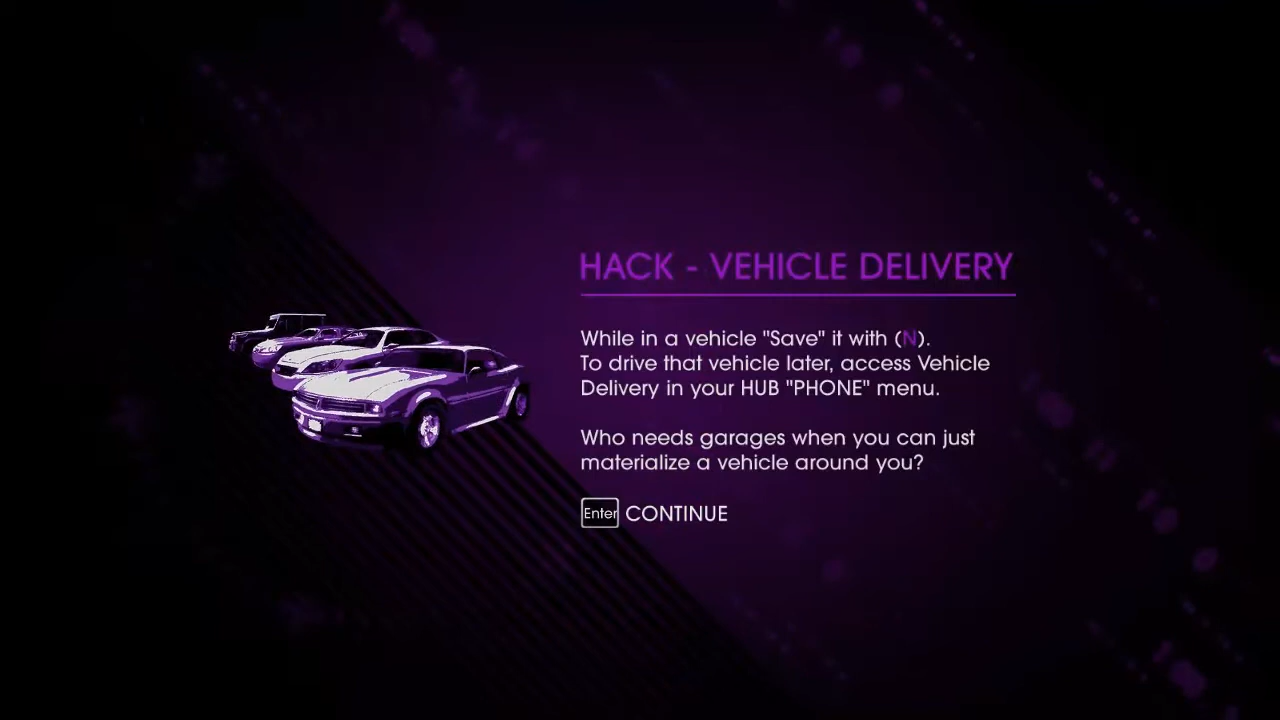 HACK - VEHICLE DELIVERY
While in a vehicle "Save" it with (N).
To drive that vehicle later, access Vehicle
Delivery in your HUB "PHONE" menu.
Who needs garages when you can just
materialize a vehicle around you?
Enter CONTINUE